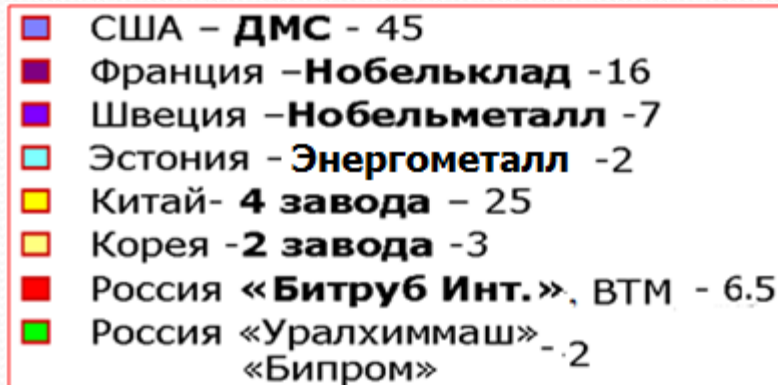 США – ДМС - 45
Франция –Нобельклад -16
Швеция –Нобельметалл -7
Эстония - Энергометалл -2
Китай- 4 завода – 25
Корея -2 завода -3
Россия «Битруб Инт.», ВТМ - 6.5
Россия «Уралхиммаш» - 2
«Бипром»